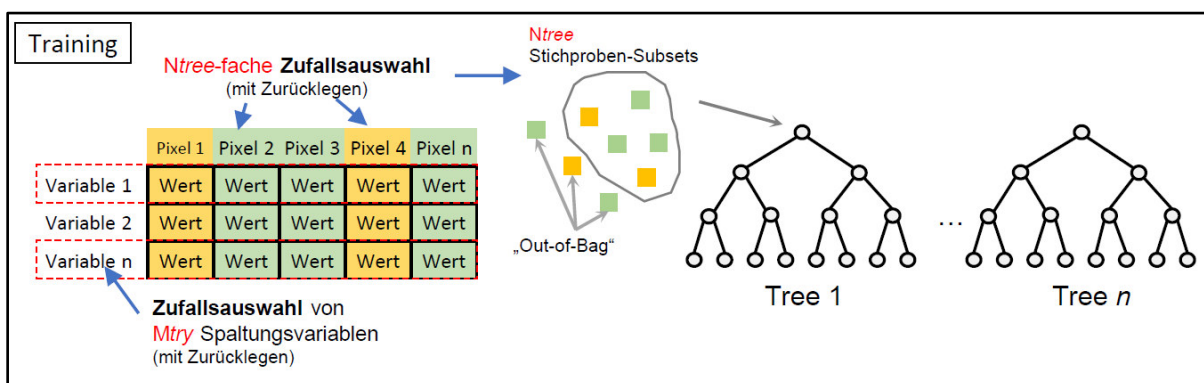 Training
Ntree-fache Zufallsauswahl
(mit Zurücklegen)
Ntree
Stichproben-Subsets
Pixel 1 Pixel 2 Pixel 3 Pixel 4 Pixel n
Variable 1 Wert Wert Wert Wert Wert
Variable 2 Wert Wert Wert Wert Wert
Variable n Wert Wert Wert Wert Wert
„Out-of-Bag“
...
Tree 1
Tree n
Zufallsauswahl von
Mtry Spaltungsvariablen
(mit Zurücklegen)